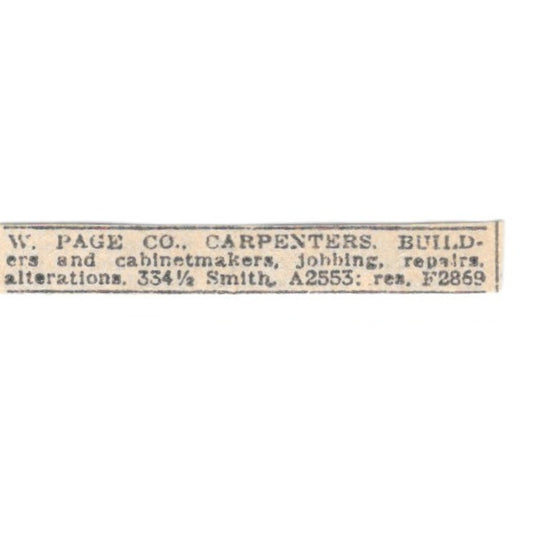 W. PAGE CO., CARPENTERS, BUILD-
ers and cabinetmakers, jobbing, repairs,
alterations. 334½ Smith, A2553; res. F2869